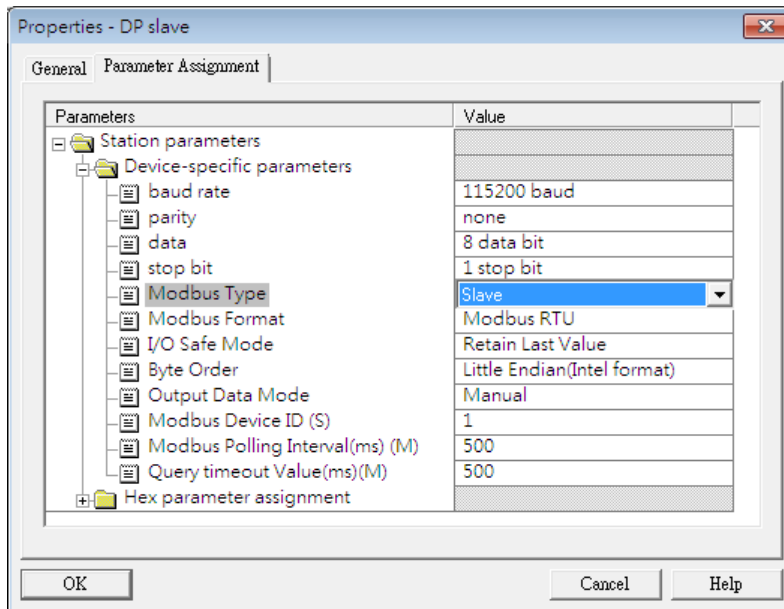 Properties - DP slave
General Parameter Assignment
Parameters Value
Station parameters
Device-specific parameters
baud rate 115200 baud
parity none
data 8 data bit
stop bit 1 stop bit
Modbus Type Slave
Modbus Format Modbus RTU
I/O Safe Mode Retain Last Value
Byte Order Little Endian(Intel format)
Output Data Mode Manual
Modbus Device ID (S) 1
Modbus Polling Interval(ms) (M) 500
Query timeout Value(ms)(M) 500
Hex parameter assignment
OK Cancel Help